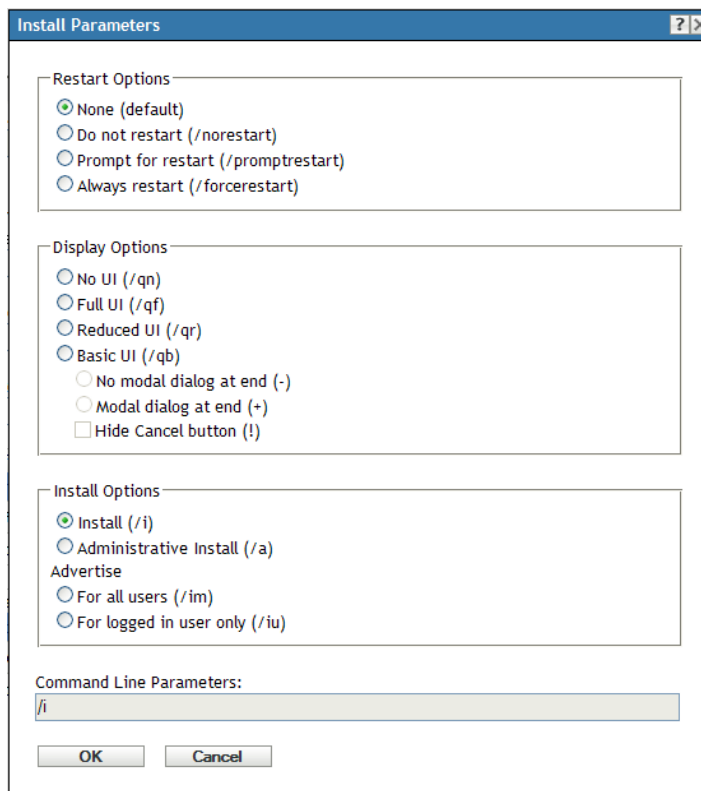 Install Parameters
?
Restart Options
None (default)
Do not restart (/norestart)
Prompt for restart (/promptrestart)
Always restart (/forcerestart)
Display Options
No UI (/qn)
Full UI (/qf)
Reduced UI (/qr)
Basic UI (/qb)
No modal dialog at end (-)
Modal dialog at end (+)
Hide Cancel button (!)
Install Options
Install (/i)
Administrative Install (/a)
Advertise
For all users (/im)
For logged in user only (/iu)
Command Line Parameters:
/i
OK Cancel